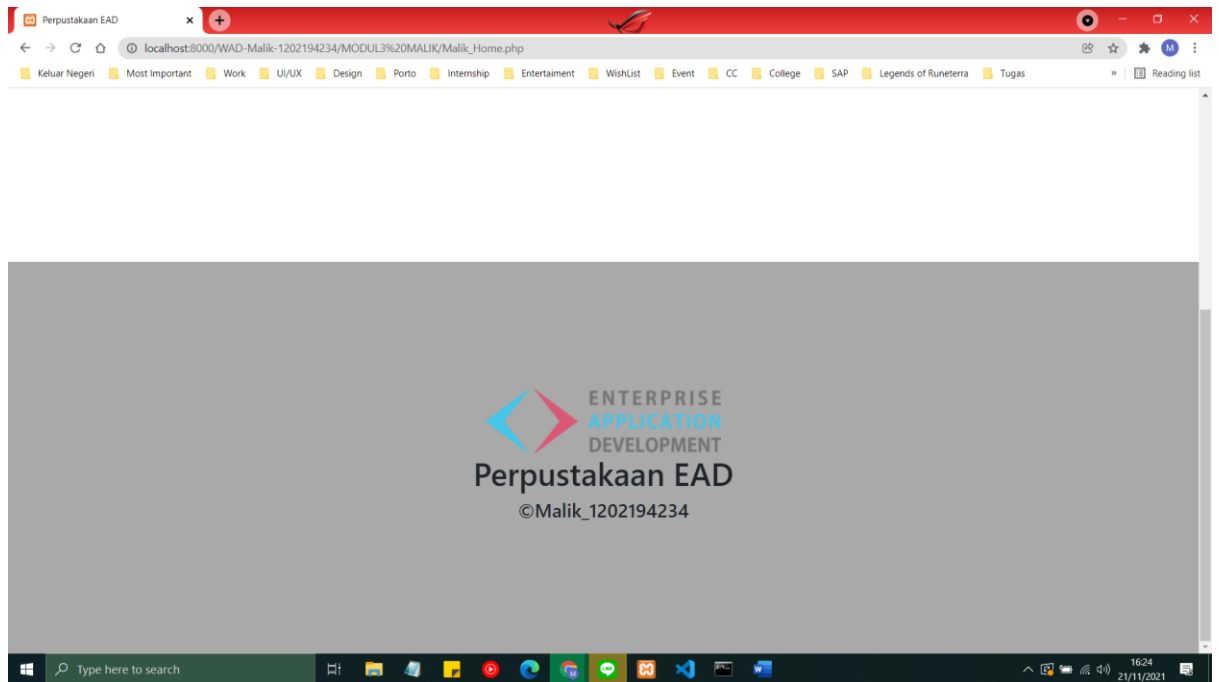 Perpustakaan EAD
localhost:8000/WAD-Malik-1202194234/MODUL3%20MALIK/Malik_Home.php
M
Keluar Negeri Most Important Work UI/UX Design Porto Internship Entertaiment WishList Event CC College SAP Legends of Runeterra Tugas » Reading list
ENTERPRISE
APPLICATION
DEVELOPMENT
Perpustakaan EAD
©Malik_1202194234
Type here to search
16:24
21/11/2021